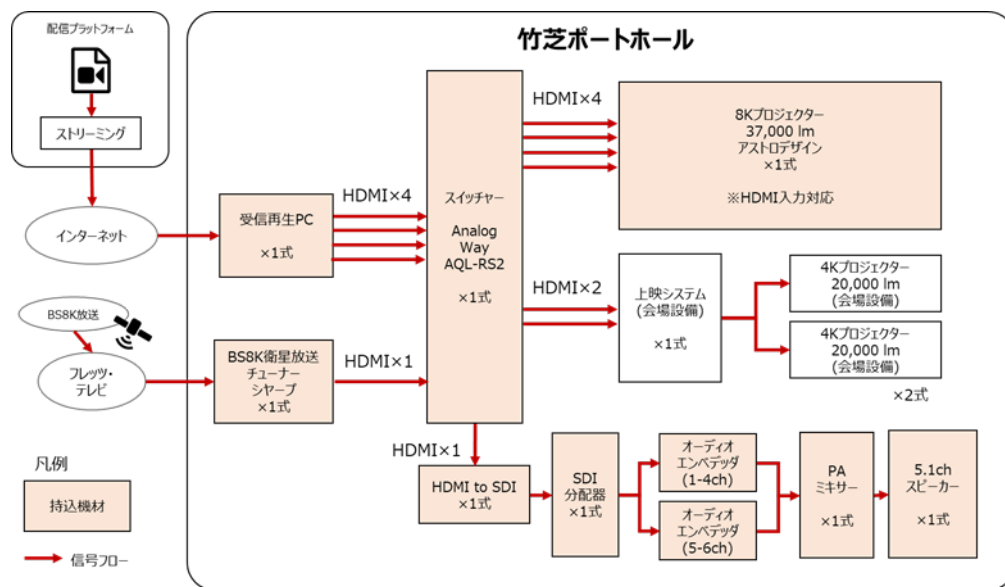 配信プラットフォーム
ストリーミング
インターネット
BS8K放送
フレッツ・
テレビ
凡例
持込機材
信号フロー
竹芝ポートホール
受信再生PC
×1式
HDMI×4
BS8K衛星放送
チューナー
シャープ
×1式
HDMI×1
スイッチャー
Analog
Way
AQL-RS2
×1式
HDMI×4
8Kプロジェクター
37,000 lm
アストロデザイン
×1式
※HDMI入力対応
HDMI×2
上映システム
(会場設備)
×1式
4Kプロジェクター
20,000 lm
(会場設備)
4Kプロジェクター
20,000 lm
(会場設備)
×2式
HDMI×1
HDMI to SDI
×1式
SDI
分配器
×1式
オーディオ
エンベデッダ
(1-4ch)
オーディオ
エンベデッダ
(5-6ch)
PA
ミキサー
×1式
5.1ch
スピーカー
×1式